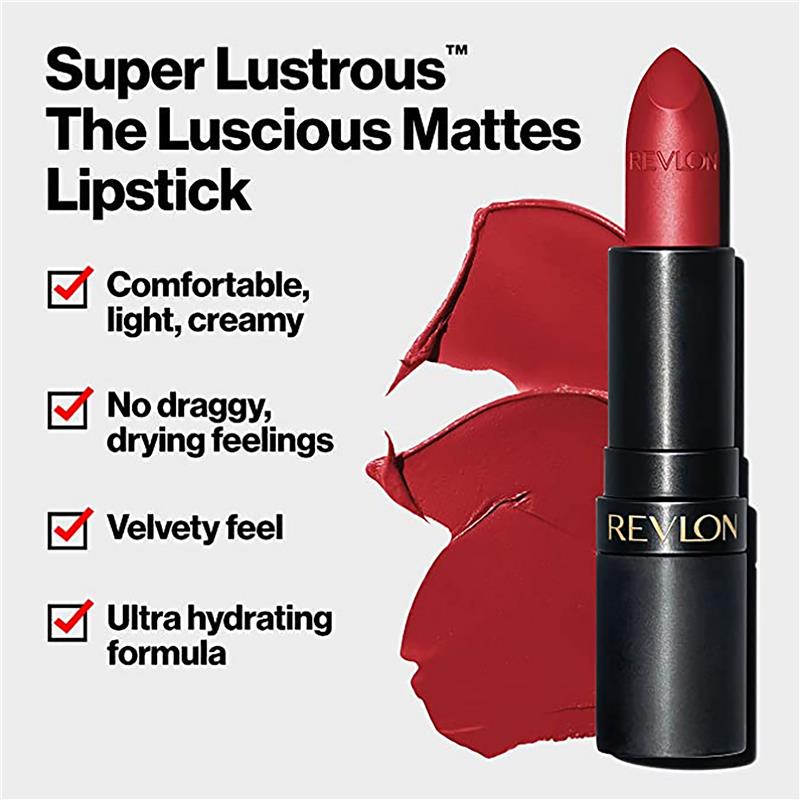 Super Lustrous™
The Luscious Mattes
Lipstick
Comfortable,
light, creamy
No draggy,
drying feelings
Velvety feel
Ultra hydrating
formula
REVLON
REVLON